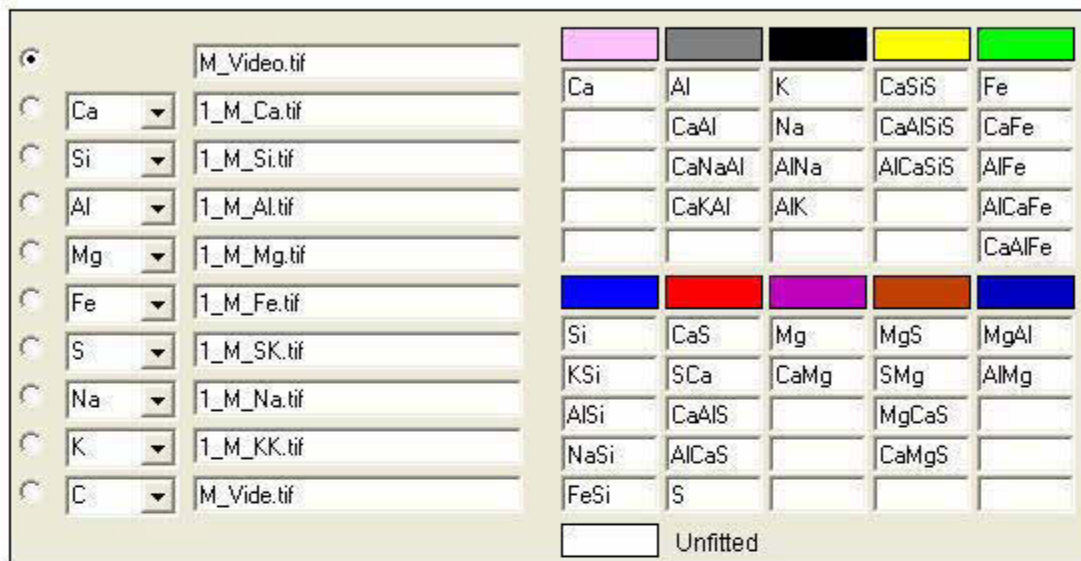 M_Video.tif
Ca 1_M_Ca.tif
Si 1_M_Si.tif
Al 1_M_Al.tif
Mg 1_M_Mg.tif
Fe 1_M_Fe.tif
S 1_M_SK.tif
Na 1_M_Na.tif
K 1_M_KK.tif
C M_Vide.tif
Ca Al K CaSiS Fe
CaAl Na CaAlSiS CaFe
CaNaAl AlNa AlCaSiS AlFe
CaKAl AlK AlCaFe
CaAlFe
Si CaS Mg MgS MgAl
KSi SCa CaMg SMg AlMg
AlSi CaAlS MgCaS
NaSi AlCaS CaMgS
FeSi S
Unfitted